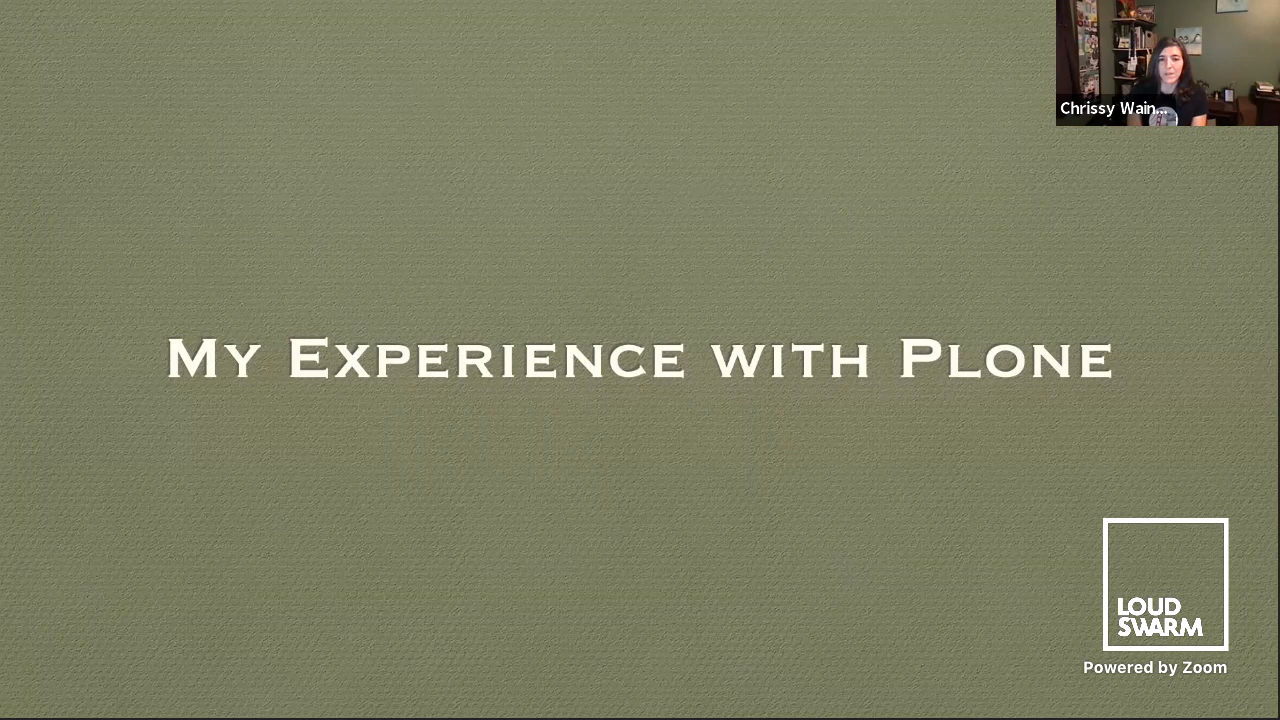 Chrissy Wain...
My Experience with Plone
LOUD
SWARM
Powered by Zoom